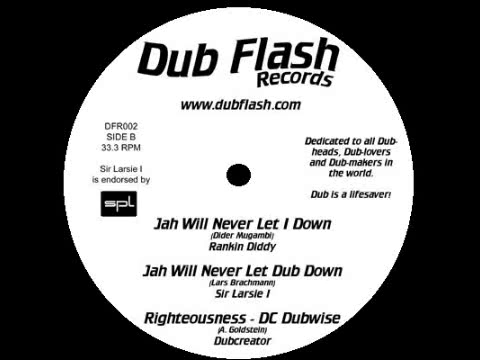 Dub Flash
Records
www.dubflash.com
DFR002
SIDE B
33.3 RPM
Sir Larsie I
is endorsed by
spl
Dedicated to all Dub-
heads, Dub-lovers
and Dub-makers in
the world.
Dub is a lifesaver!
Jah Will Never Let I Down
(Dider Mugambi)
Rankin Diddy
Jah Will Never Let Dub Down
(Lars Brachmann)
Sir Larsie I
Righteousness - DC Dubwise
(A. Goldstein)
Dubcreator